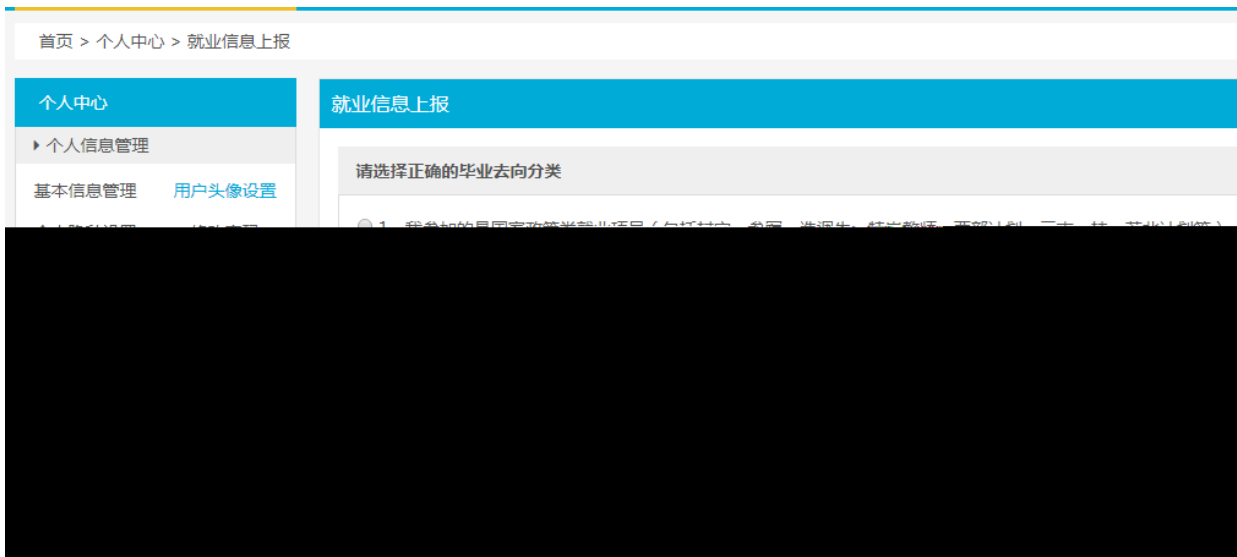 首页 > 个人中心 > 就业信息上报
个人中心
▸ 个人信息管理
基本信息管理 用户头像设置
就业信息上报
请选择正确的毕业去向分类